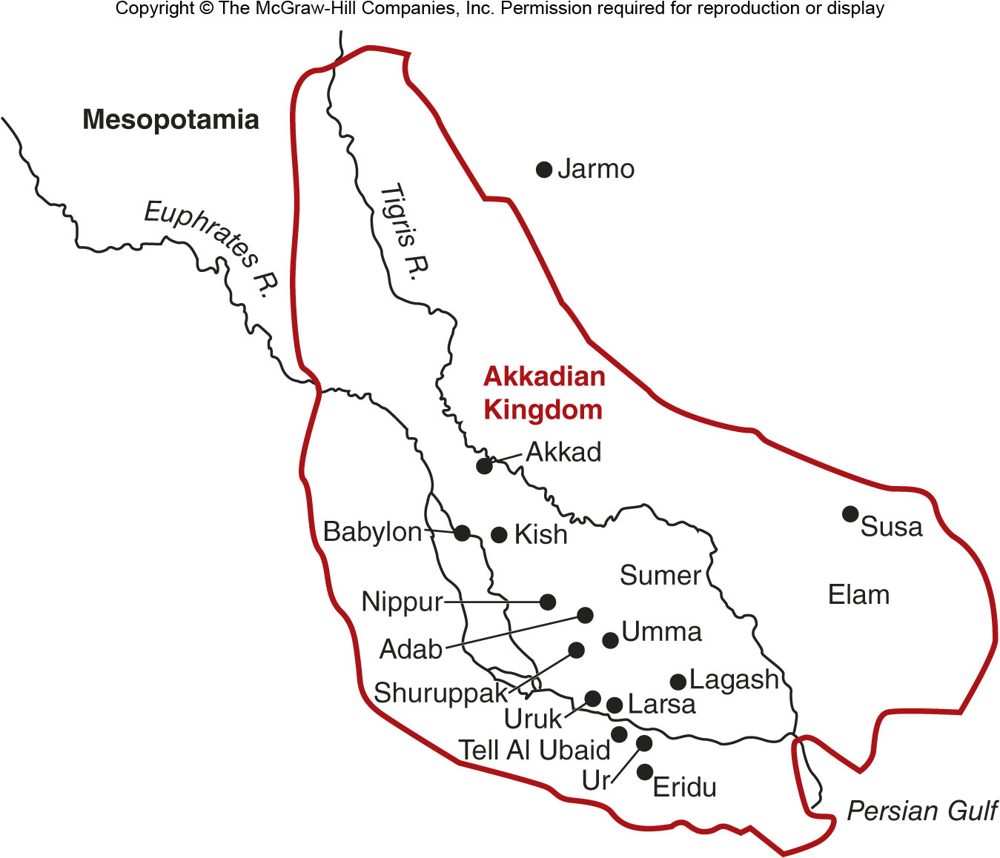 Copyright © The McGraw-Hill Companies, Inc. Permission required for reproduction or display
Mesopotamia
Jarmo
Euphrates R.
Tigris R.
Akkadian
Kingdom
Akkad
Susa
Babylon
Kish
Sumer
Elam
Nippur
Umma
Adab
Lagash
Shuruppak
Larsa
Uruk
Tell Al Ubaid
Ur
Eridu
Persian Gulf